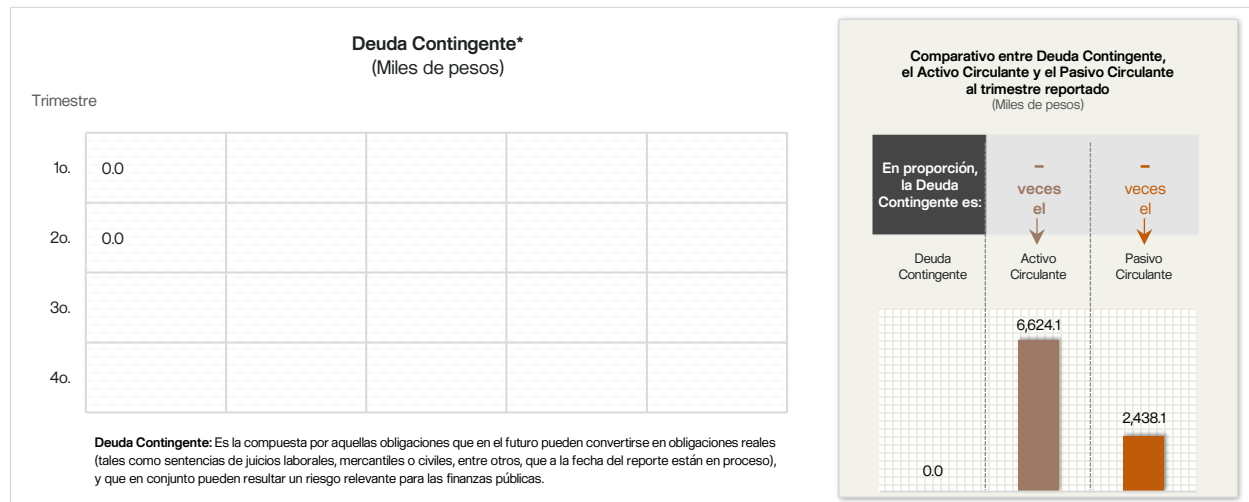 Deuda Contingente*
(Miles de pesos)
Trimestre
1o. 0.0
2o. 0.0
3o.
4o.
Deuda Contingente: Es la compuesta por aquellas obligaciones que en el futuro pueden convertirse en obligaciones reales
(tales como sentencias de juicios laborales, mercantiles o civiles, entre otros, que a la fecha del reporte están en proceso),
y que en conjunto pueden resultar un riesgo relevante para las finanzas públicas.
Comparativo entre Deuda Contingente,
el Activo Circulante y el Pasivo Circulante
al trimestre reportado
(Miles de pesos)
En proporción,
la Deuda
Contingente es:
–
veces
el
–
veces
el
Deuda
Contingente
Activo
Circulante
Pasivo
Circulante
0.0
6,624.1
2,438.1